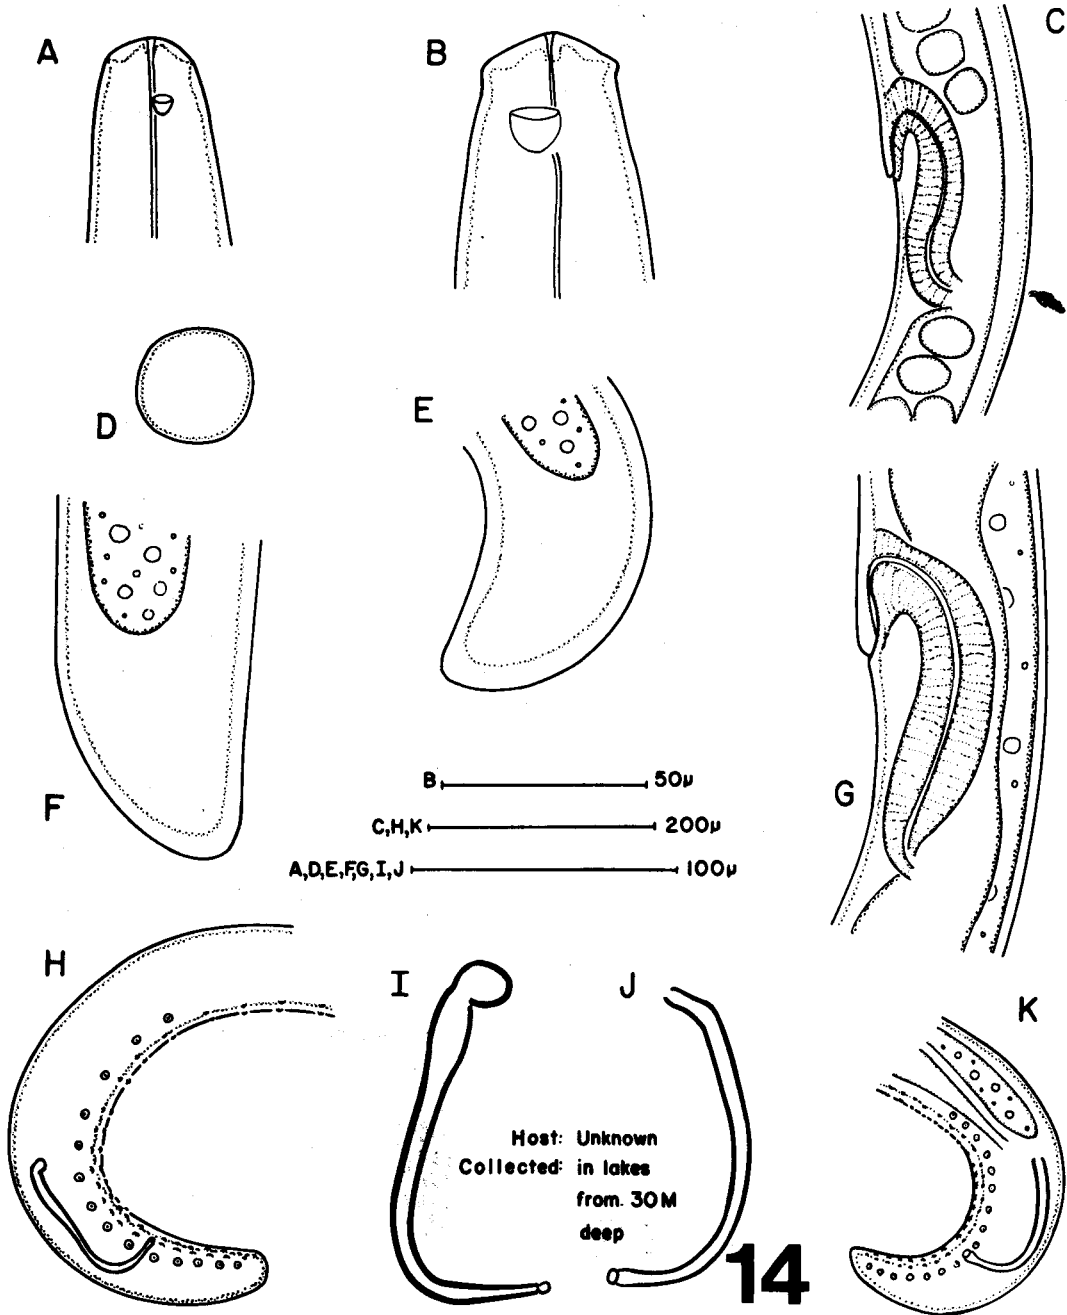 A
B
C
D
E
F
G
B 50μ
C,H,K 200μ
A,D,E,F,G,I,J 100μ
H
I
J
K
Host: Unknown
Collected: in lakes
from. 30M
deep
14